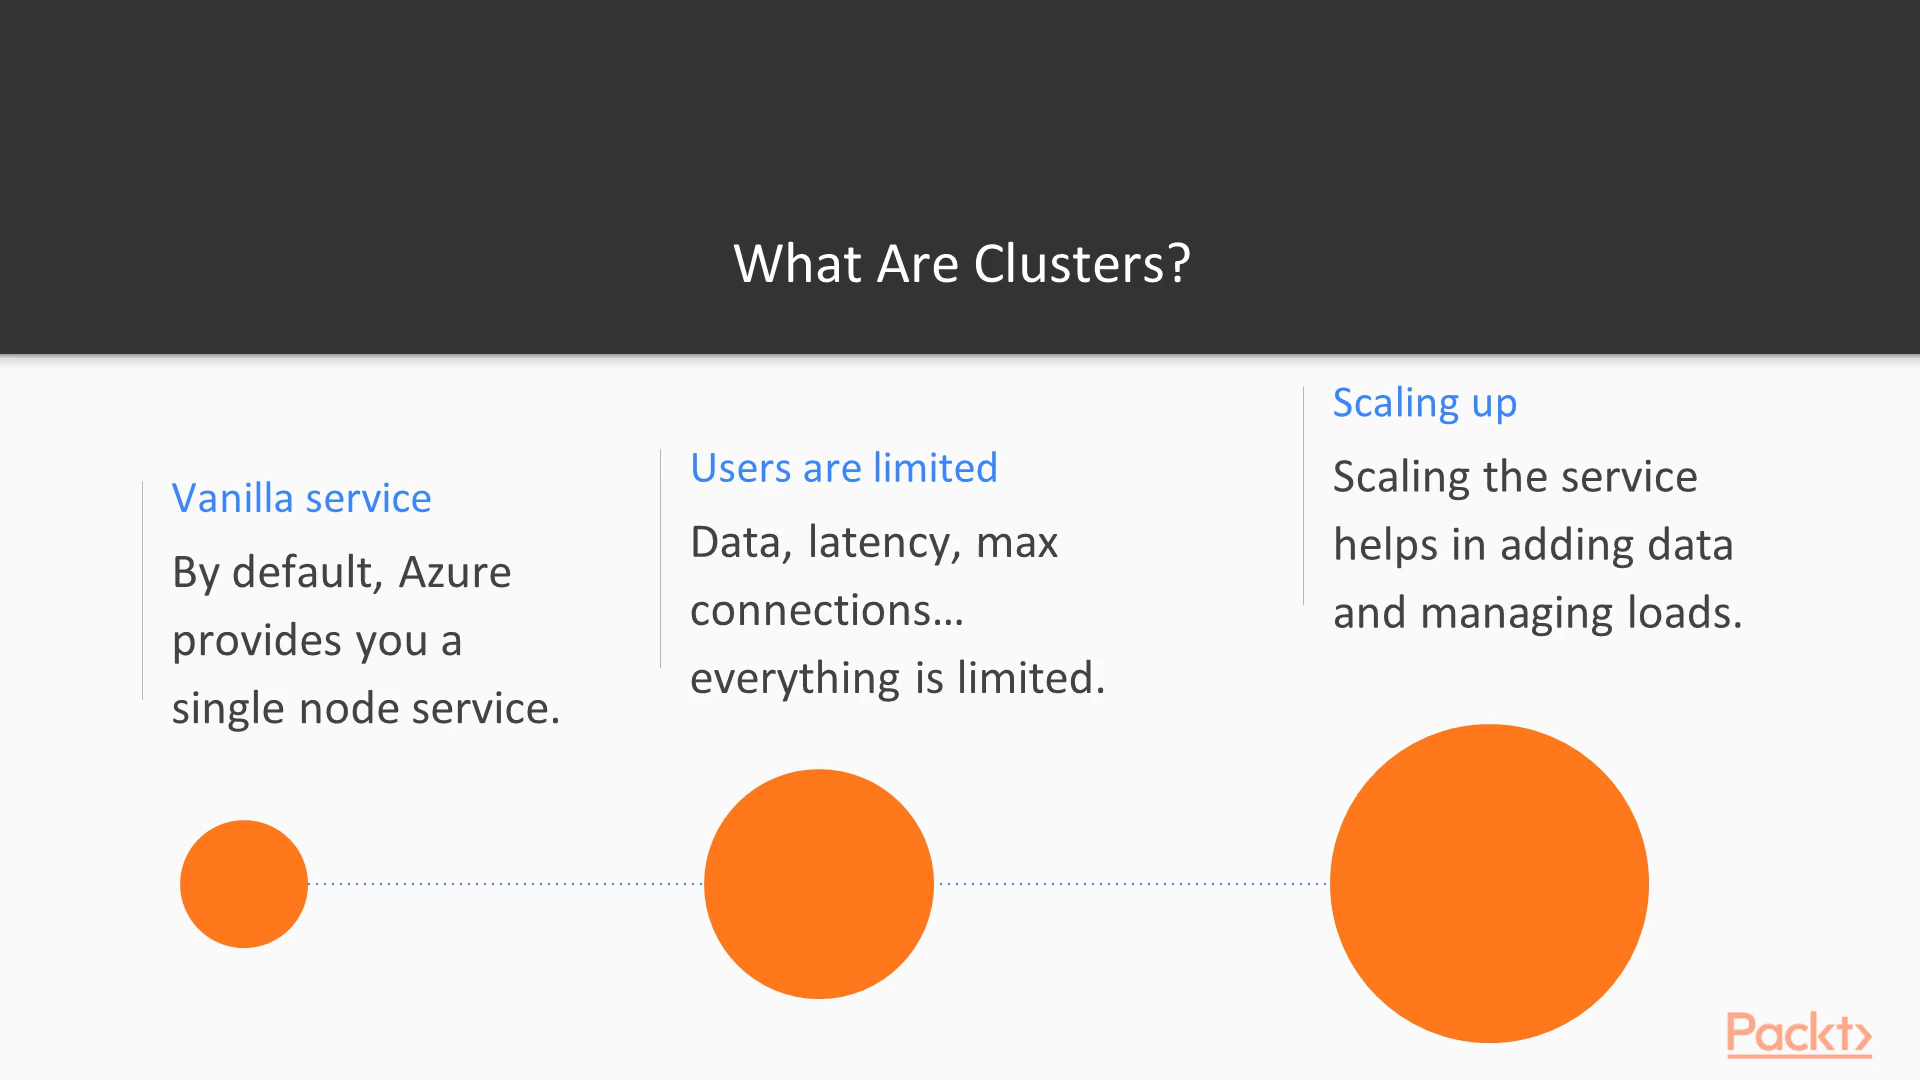 What Are Clusters?
Vanilla service
By default, Azure
provides you a
single node service.
Users are limited
Data, latency, max
connections...
everything is limited.
Scaling up
Scaling the service
helps in adding data
and managing loads.
Packt